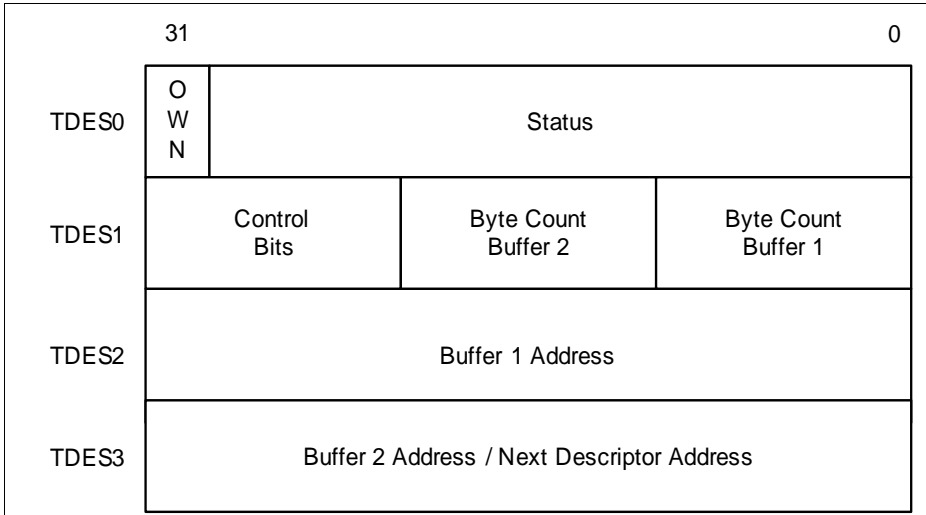 31 0
O
W
N
TDES0 Status
TDES1 Control Bits Byte Count Buffer 2 Byte Count Buffer 1
TDES2 Buffer 1 Address
TDES3 Buffer 2 Address / Next Descriptor Address